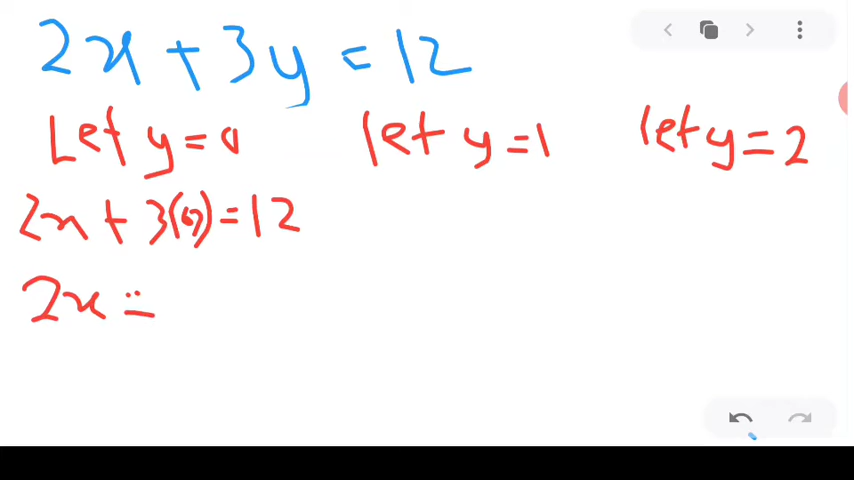 2x + 3y = 12
Let y = 0 let y = 1 let y = 2
2x + 3(0) = 12
2x =